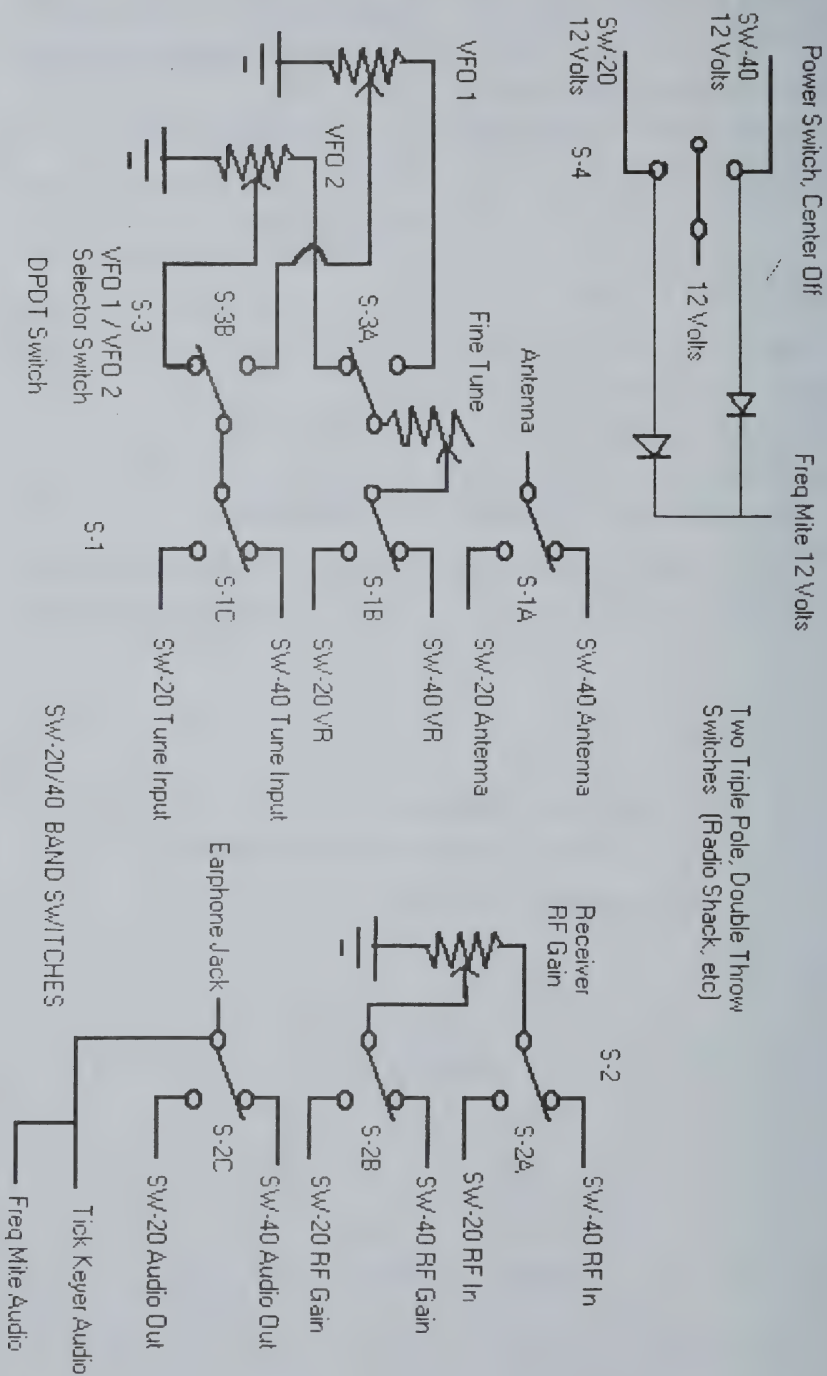 Power Switch, Center Off
SW-40
12 Volts
SW-20
12 Volts
S-4
12 Volts
Freq Mite 12 Volts
Two Triple Pole, Double Throw
Switches (Radio Shack, etc)
VFO 1
VFO 2
Fine Tune
S-3A
S-3B
S-3
VFO 1 / VFO 2
Selector Switch
DPDT Switch
Antenna
S-1A
SW-40 Antenna
SW-20 Antenna
S-1B
SW-40 VR
SW-20 VR
S-1C
S-1
SW-40 Tune Input
SW-20 Tune Input
Receiver
RF Gain
S-2
S-2A
SW-40 RF In
SW-20 RF In
S-2B
SW-40 RF Gain
SW-20 RF Gain
Earphone Jack
S-2C
SW-40 Audio Out
SW-20 Audio Out
Tick Keyer Audio
Freq Mite Audio
SW-20/40 BAND SWITCHES